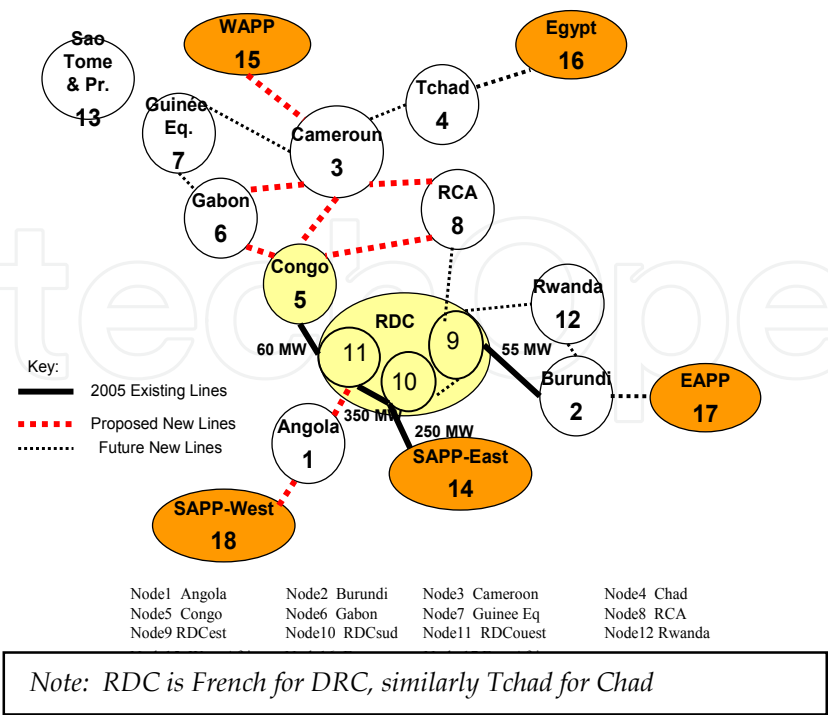 Sao
Tome
& Pr.
13
WAPP
15
Egypt
16
Tchad
4
Guinée
Eq.
7
Cameroun
3
RCA
8
Gabon
6
Congo
5
RDC
Rwanda
12
9
11
10
60 MW
55 MW
Burundi
2
EAPP
17
Key:
2005 Existing Lines
Proposed New Lines
Future New Lines
350 MW
250 MW
Angola
1
SAPP-East
14
SAPP-West
18
Node1 Angola Node2 Burundi Node3 Cameroon Node4 Chad
Node5 Congo Node6 Gabon Node7 Guinee Eq Node8 RCA
Node9 RDCest Node10 RDCsud Node11 RDCouest Node12 Rwanda
Note: RDC is French for DRC, similarly Tchad for Chad